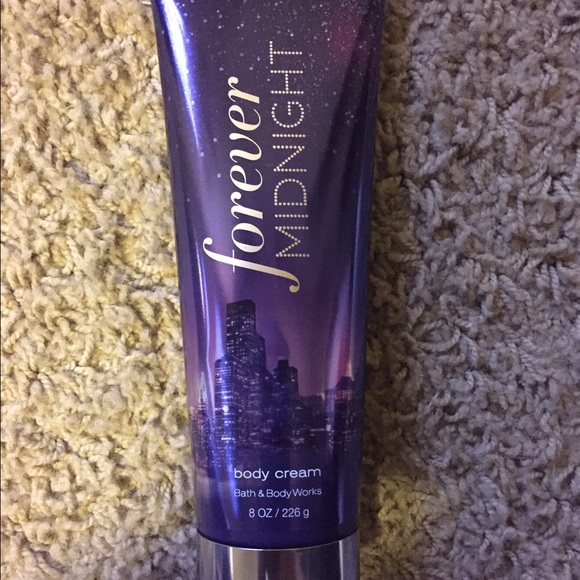 forever
MIDNIGHT
body cream
Bath & Body Works
8 OZ / 226 g